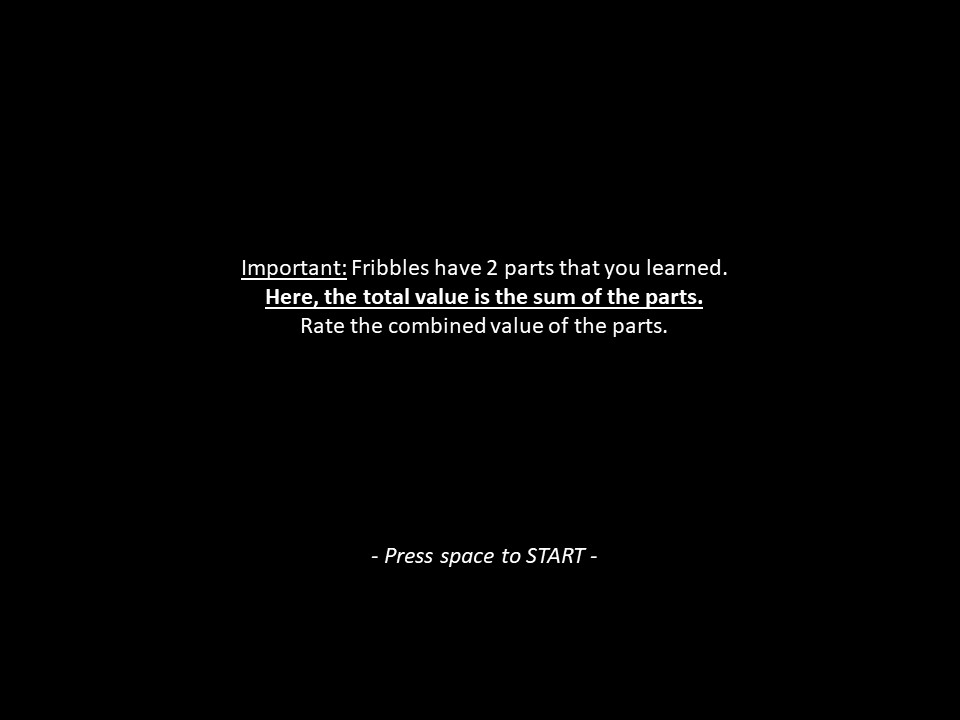 Important: Fribbles have 2 parts that you learned.
Here, the total value is the sum of the parts.
Rate the combined value of the parts.
- Press space to START -